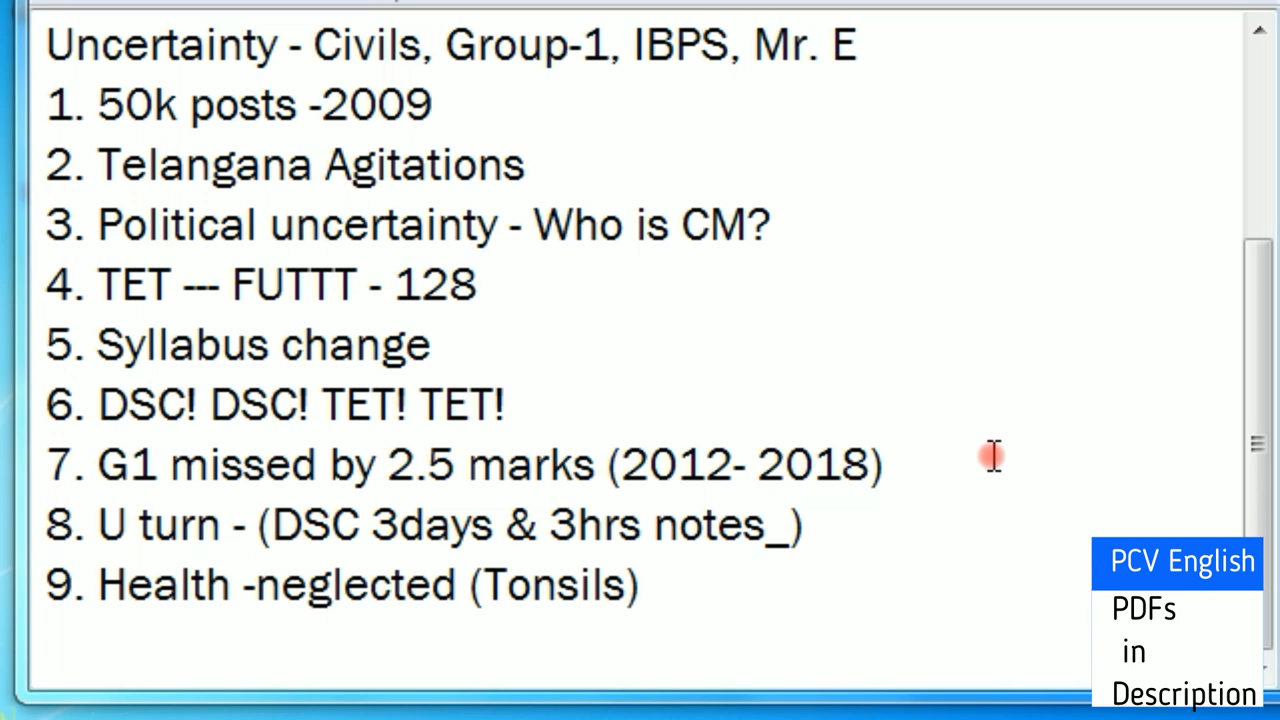 Uncertainty - Civils, Group-1, IBPS, Mr. E
1. 50k posts -2009
2. Telangana Agitations
3. Political uncertainty - Who is CM?
4. TET --- FUTTT - 128
5. Syllabus change
6. DSC! DSC! TET! TET!
7. G1 missed by 2.5 marks (2012- 2018)
8. U turn - (DSC 3days & 3hrs notes_)
9. Health -neglected (Tonsils)
PCV English
PDFs
in
Description